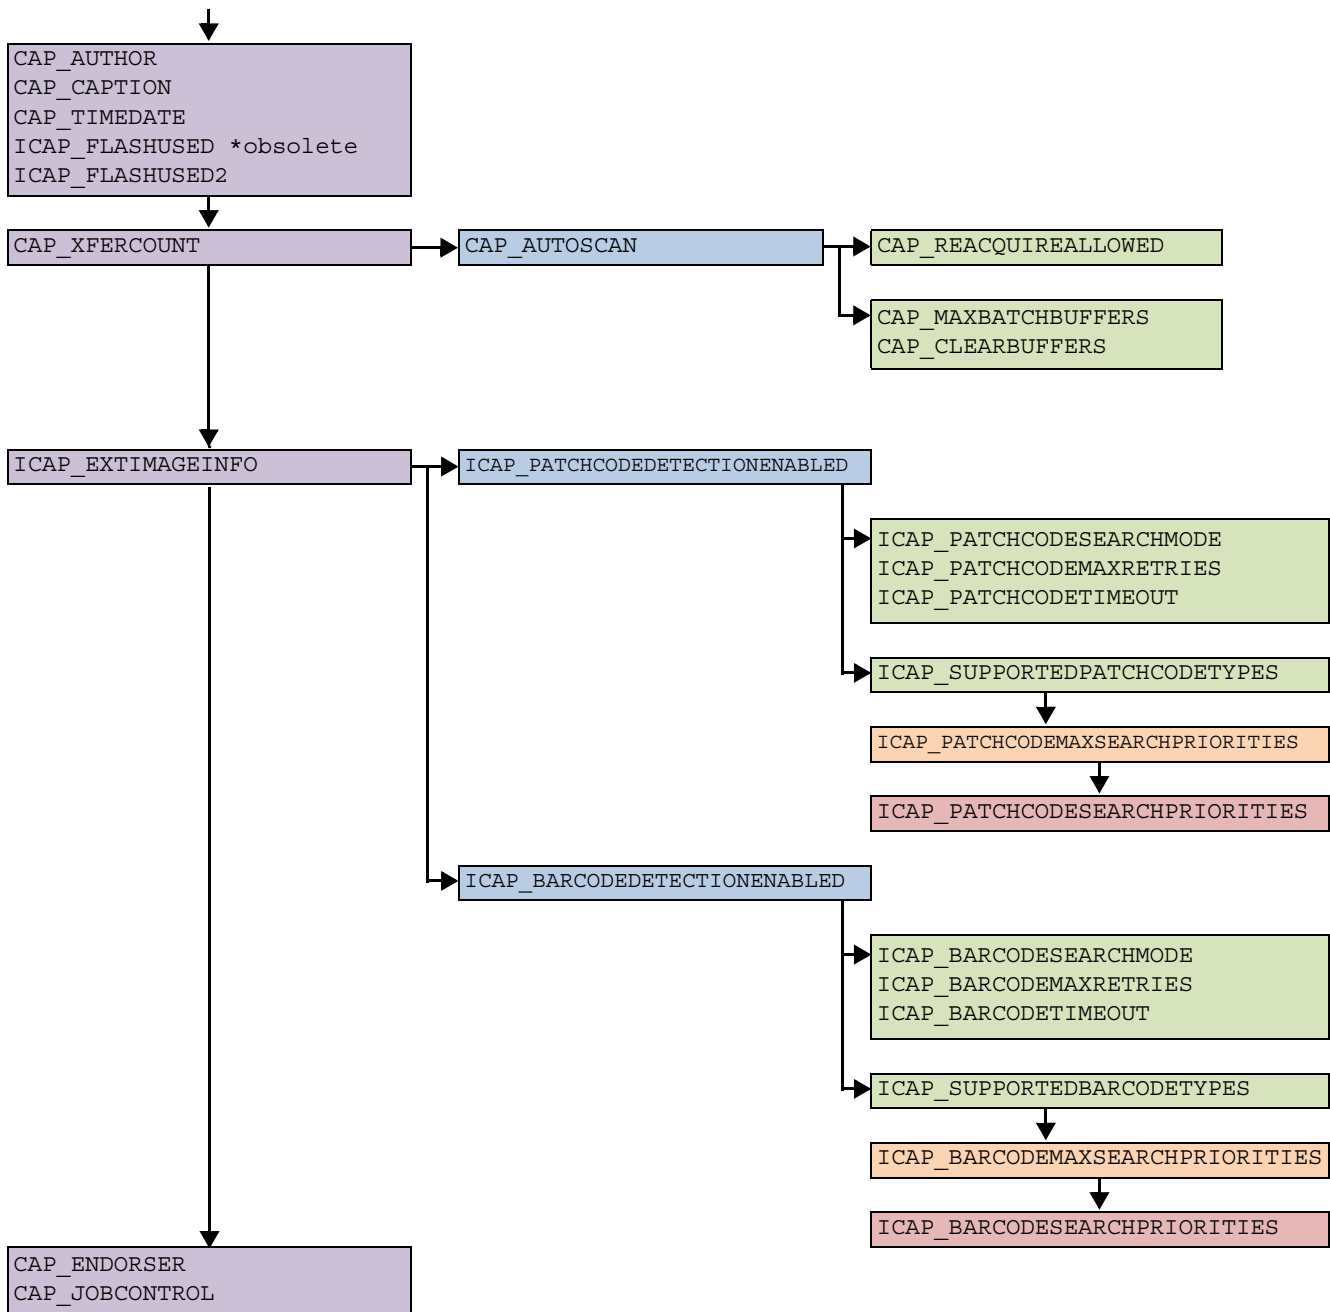 CAP_AUTHOR
CAP_CAPTION
CAP_TIMEDATE
ICAP_FLASHUSED *obsolete
ICAP_FLASHUSED2
CAP_XFERCOUNT
CAP_AUTOSCAN
CAP_REACQUIREALLOWED
CAP_MAXBATCHBUFFERS
CAP_CLEARBUFFERS
ICAP_EXTIMAGEINFO
ICAP_PATCHCODEDETECTIONENABLED
ICAP_PATCHCODESEARCHMODE
ICAP_PATCHCODEMAXRETRIES
ICAP_PATCHCODETIMEOUT
ICAP_SUPPORTEDPATCHCODETYPES
ICAP_PATCHCODEMAXSEARCHPRIORITIES
ICAP_PATCHCODESEARCHPRIORITIES
ICAP_BARCODEDETECTIONENABLED
ICAP_BARCODESEARCHMODE
ICAP_BARCODEMAXRETRIES
ICAP_BARCODETIMEOUT
ICAP_SUPPORTEDBARCODETYPES
ICAP_BARCODEMAXSEARCHPRIORITIES
ICAP_BARCODESEARCHPRIORITIES
CAP_ENDORSER
CAP_JOBCONTROL